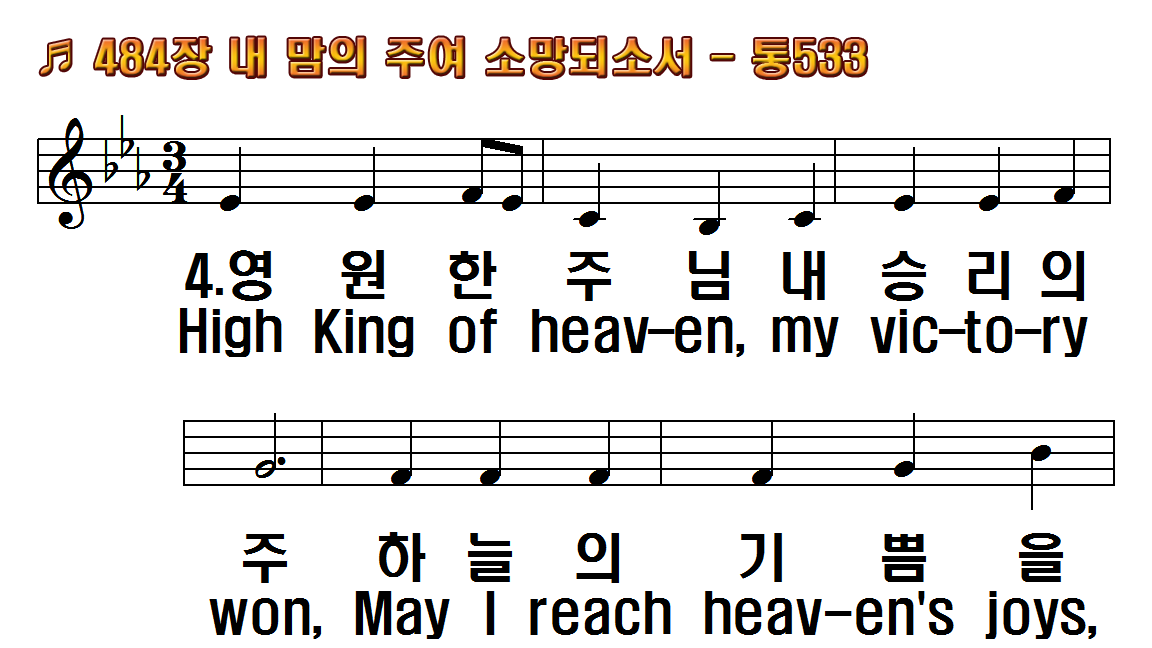 ♬ 484장 내 맘의 주여 소망되소서 - 통533
3
4
4.영 원 한 주 님 내 승 리 의
High King of heav-en, my vic-to-ry
주 하 늘 의 기 쁨 을
won, May I reach heav-en's joys,